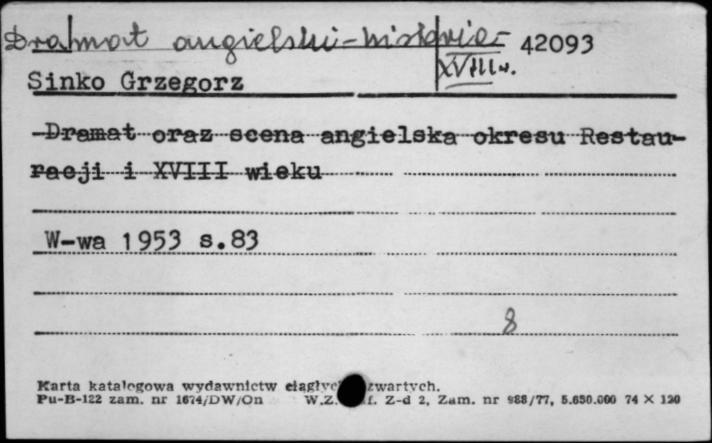 Dramat angielski-historia- 42093
XVIII w.
Sinko Grzegorz
Dramat oraz scena angielska okresu Restau-
racji i XVIII wieku
W-wa 1953 s.83
8
Karta katalogowa wydawnictw zwartych.
Pu-B-122 zam. nr 1674/DW/On W.Z. f. Z-d 2, Zam. nr 988/77, 5.650.000 74 X 120